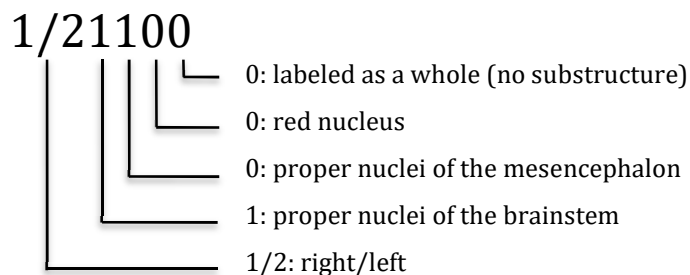 1/21100
0: labeled as a whole (no substructure)
0: red nucleus
0: proper nuclei of the mesencephalon
1: proper nuclei of the brainstem
1/2: right/left